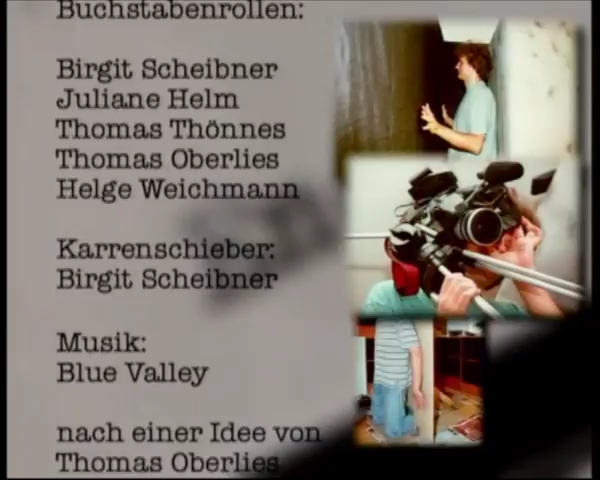 Buchstabenrollen:
Birgit Scheibner
Juliane Helm
Thomas Thönnes
Thomas Oberlies
Helge Weichmann
Karrenschieber:
Birgit Scheibner
Musik:
Blue Valley
nach einer Idee von
Thomas Oberlies